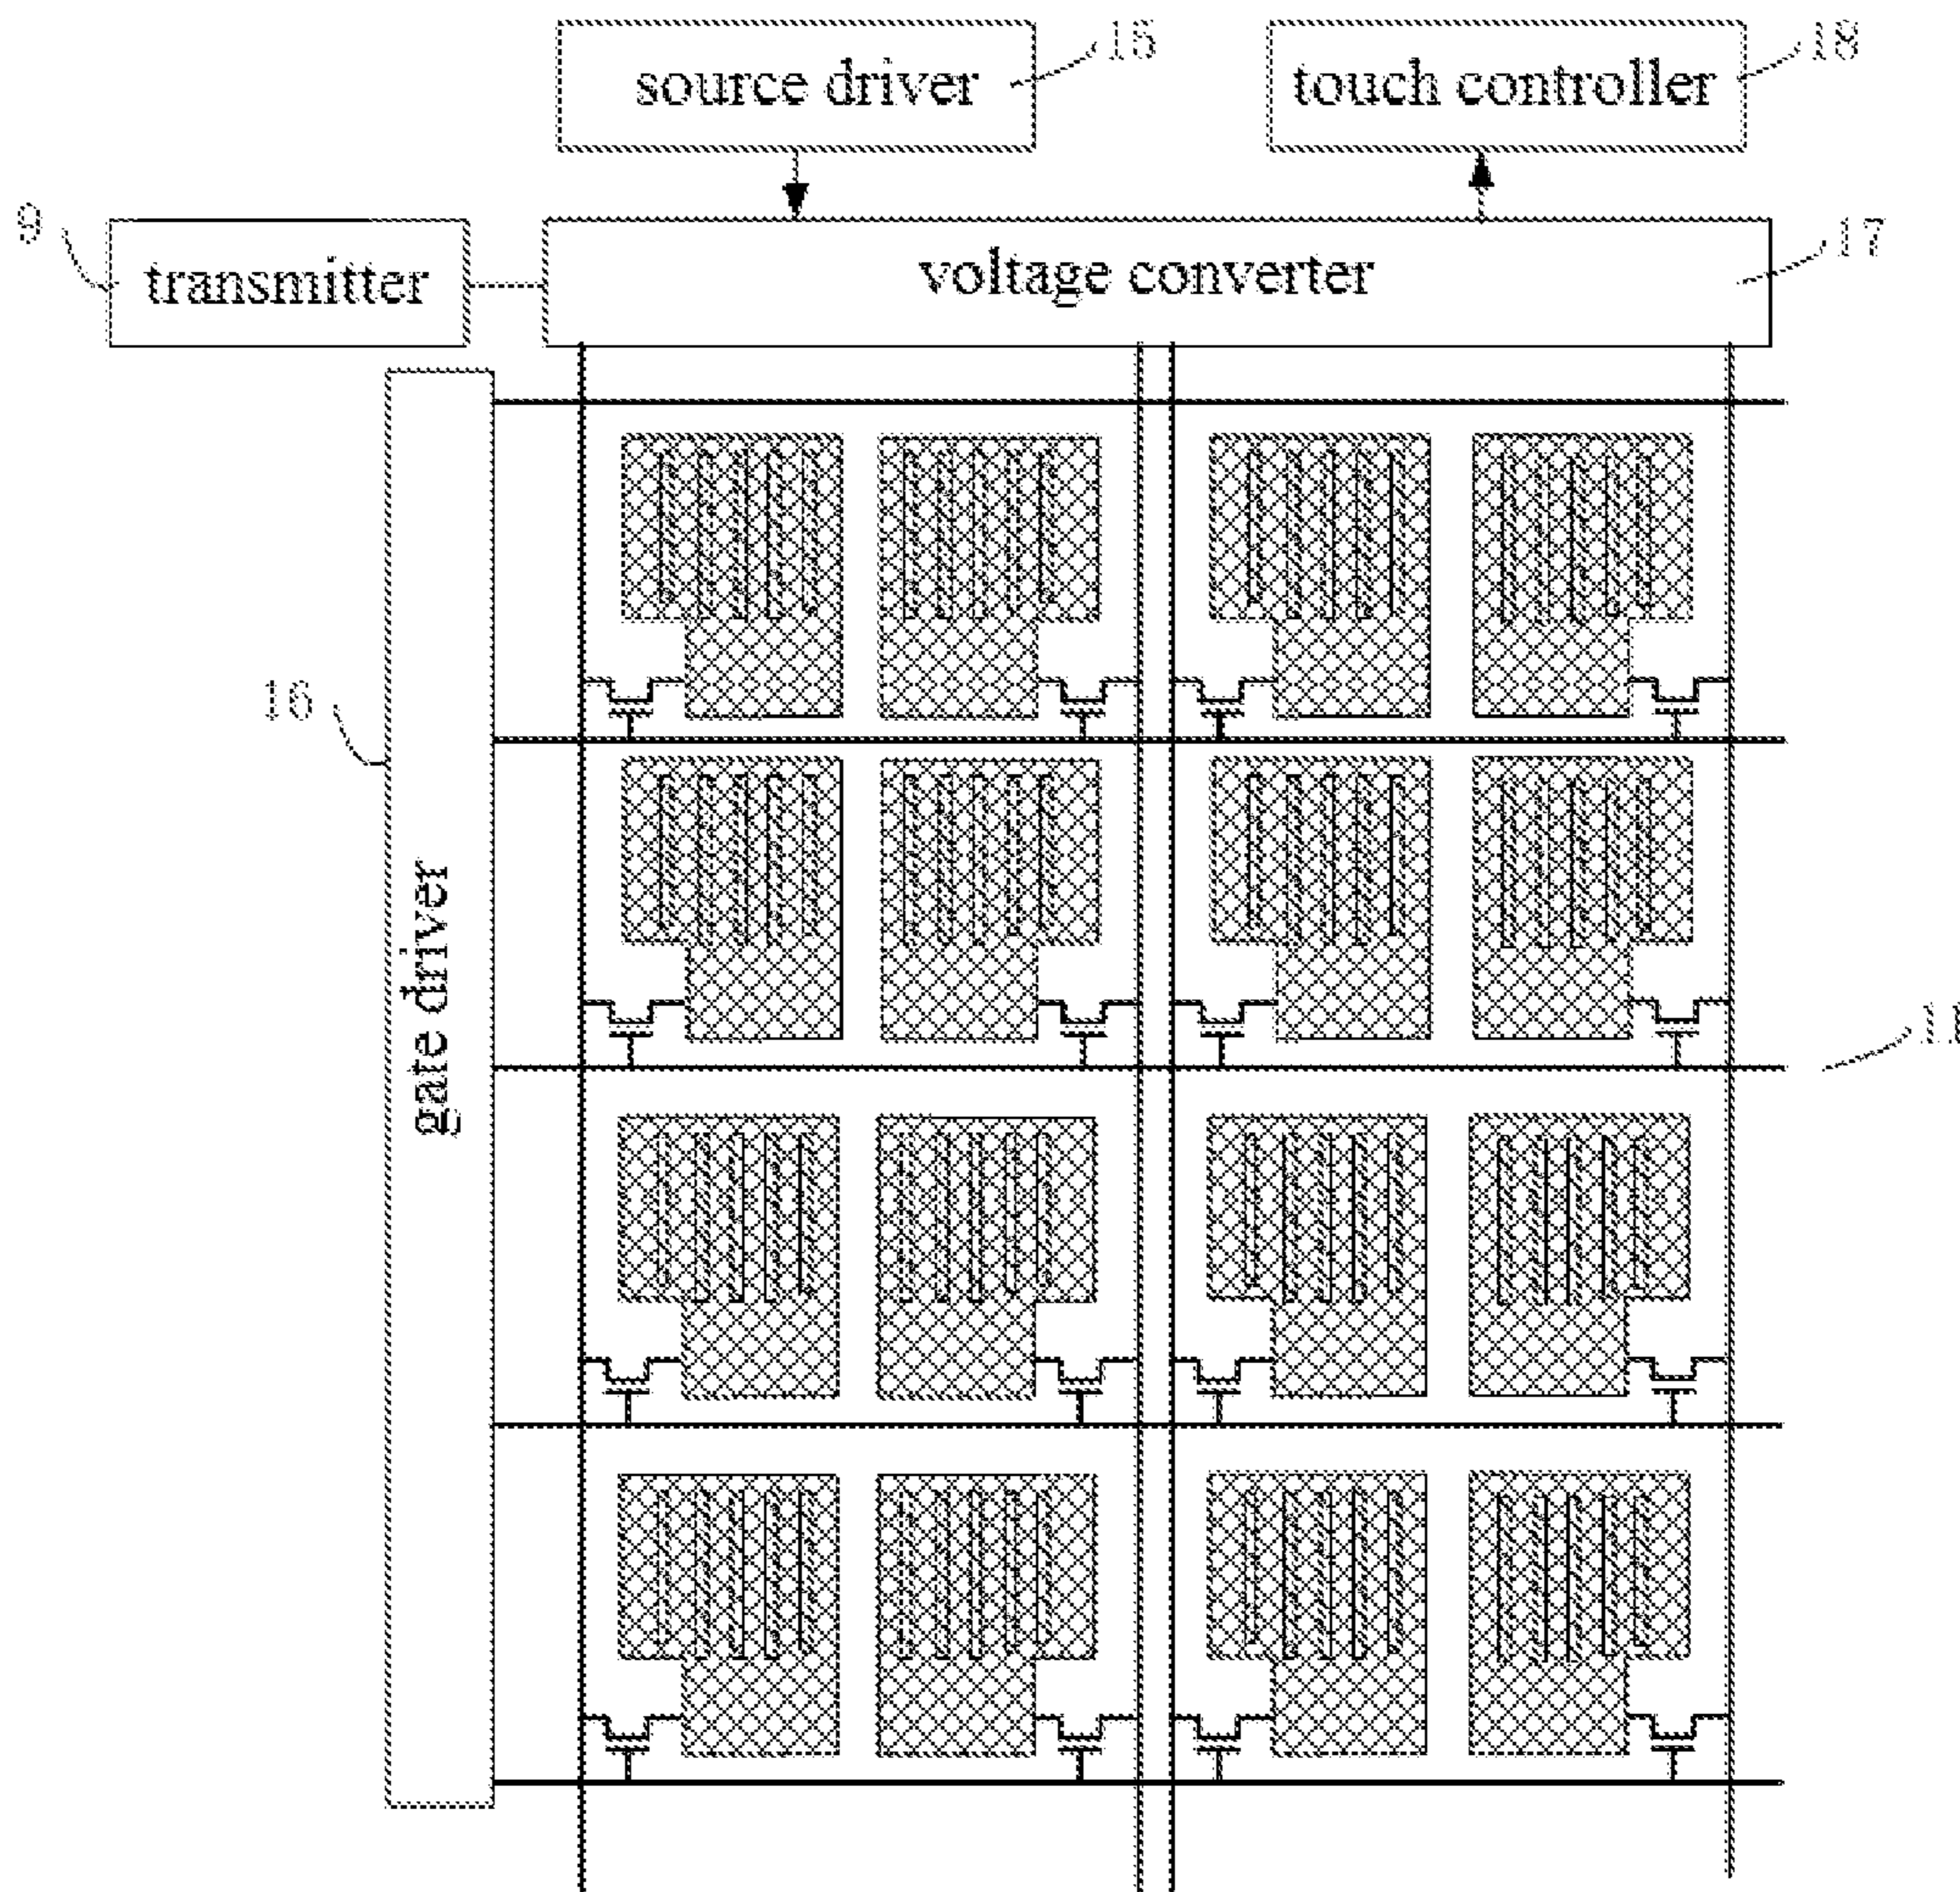 source driver
15
touch controller
18
9
transmitter
voltage converter
17
16
gate driver